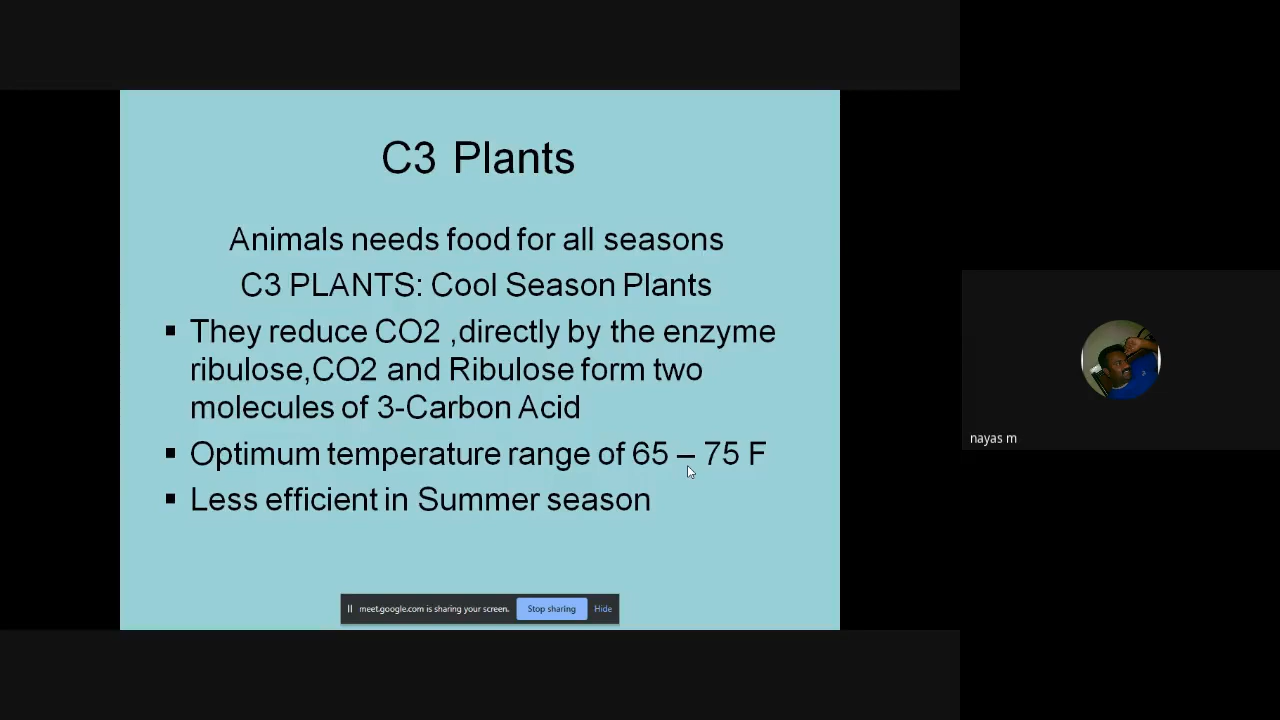 C3 Plants
Animals needs food for all seasons
C3 PLANTS: Cool Season Plants
▪ They reduce CO2 ,directly by the enzyme
ribulose,CO2 and Ribulose form two
molecules of 3-Carbon Acid
▪ Optimum temperature range of 65 – 75 F
▪ Less efficient in Summer season
nayas m
meet.google.com is sharing your screen. Stop sharing Hide